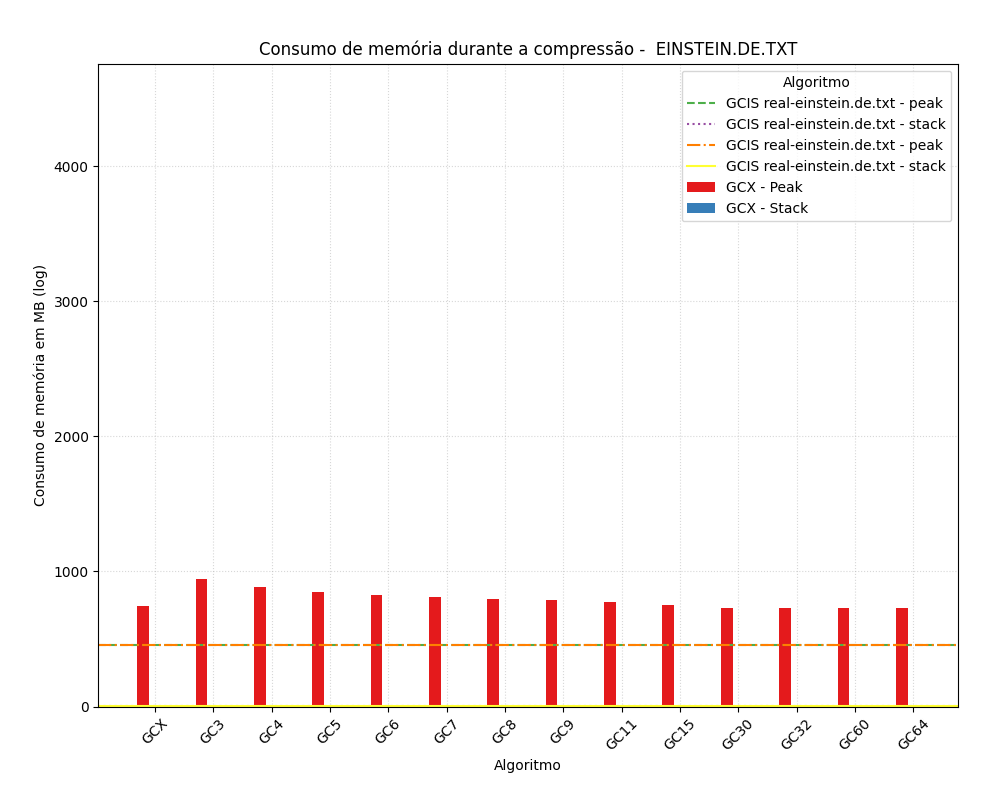 Consumo de memória durante a compressão -  EINSTEIN.DE.TXT
Algoritmo
GCIS real-einstein.de.txt - peak
GCIS real-einstein.de.txt - stack
GCIS real-einstein.de.txt - peak
GCIS real-einstein.de.txt - stack
GCX - Peak
GCX - Stack
Consumo de memória em MB (log)
4000
3000
2000
1000
0
GCX
GC3
GC4
GC5
GC6
GC7
GC8
GC9
GC11
GC15
GC30
GC32
GC60
GC64
Algoritmo